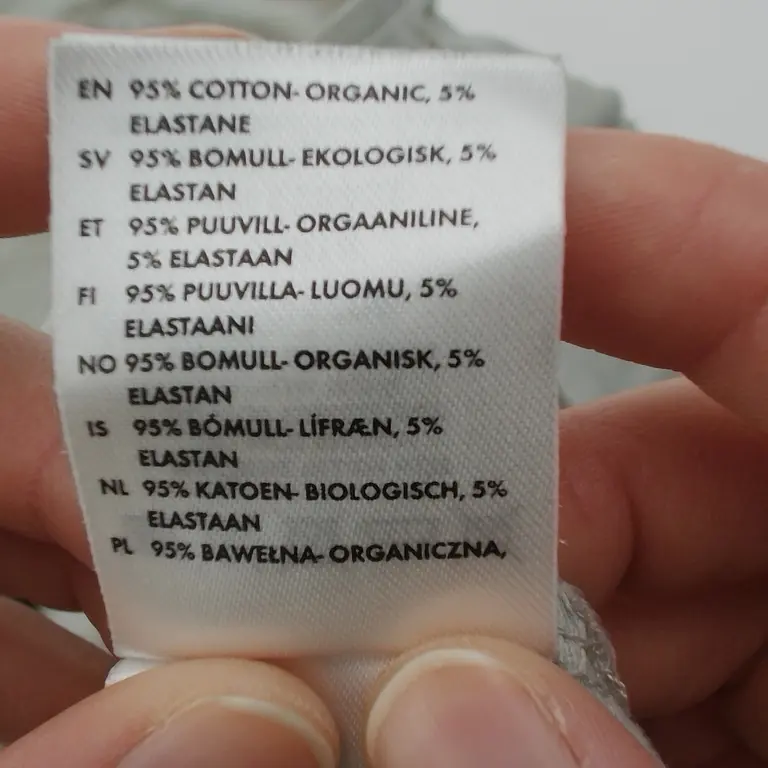 EN 95% COTTON- ORGANIC, 5%
ELASTANE
SV 95% BOMULL- EKOLOGISK, 5%
ELASTAN
ET 95% PUUVILL- ORGAANILINE,
5% ELASTAAN
FI 95% PUUVILLA- LUOMU, 5%
ELASTAANI
NO 95% BOMULL- ORGANISK, 5%
ELASTAN
IS 95% BÓMULL- LÍFRÆN, 5%
ELASTAN
NL 95% KATOEN- BIOLOGISCH, 5%
ELASTAAN
PL 95% BAWEŁNA- ORGANICZNA,